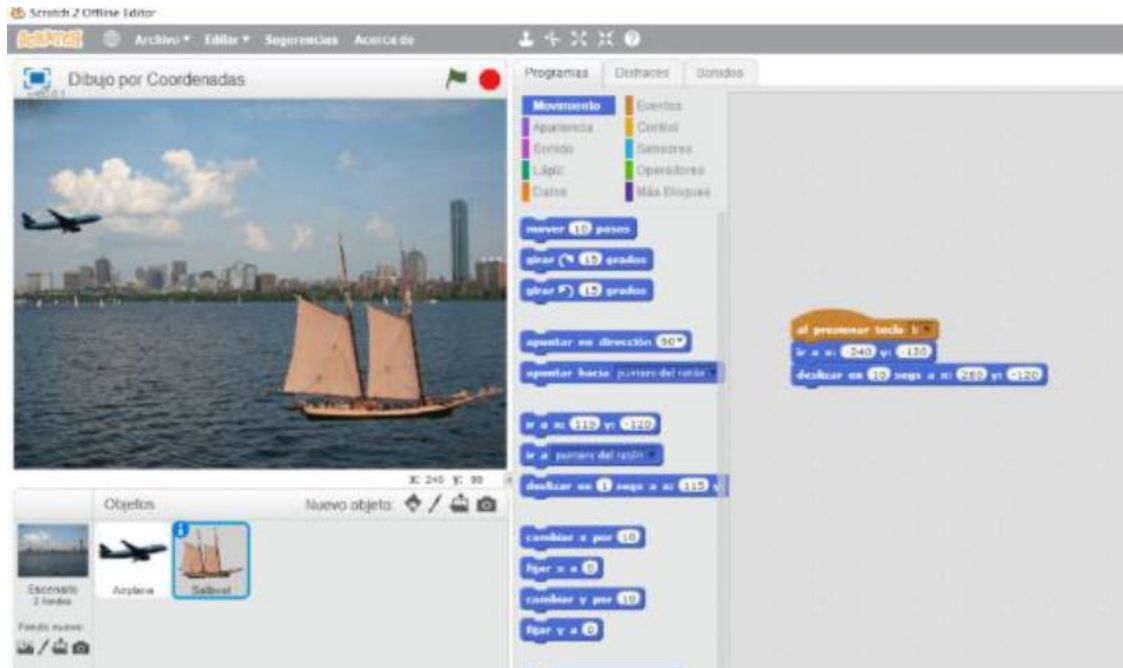 Scratch 2 Offline Editor
SCRATCH Archivo Editar Sugerencias Acerca de
Dibujo por Coordenadas
Programas Disfraces Sonidos
Movimiento Eventos
Apariencia Control
Sonido Sensores
Lápiz Operadores
Datos Más Bloques
mover 10 pasos
girar 15 grados
girar 15 grados
apuntar en dirección 90
apuntar hacia puntero del ratón
ir a x: 115 y: -120
ir a puntero del ratón
deslizar en 1 segs a x: 115 y
cambiar x por 10
fijar x a 0
cambiar y por 10
fijar y a 0
al presionar tecla b
ir a x: -240 y: -120
deslizar en 10 segs a x: 260 y: -120
X: 240 Y:
Objetos Nuevo objeto:
Escenario
2 fondos
Airplane
Sailboat
Fondo nuevo: